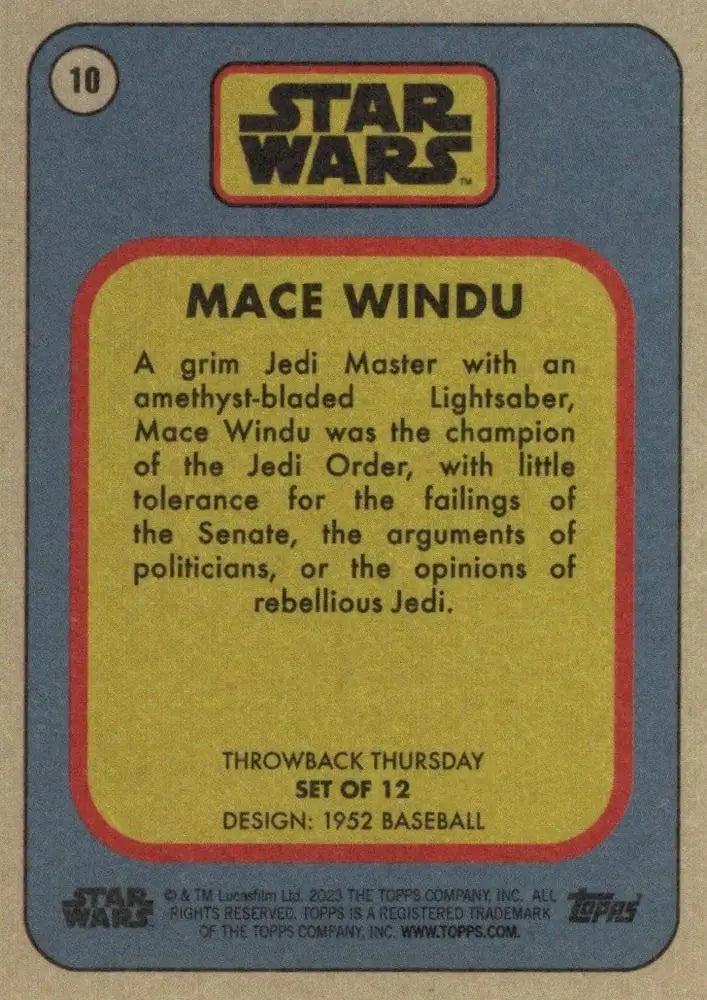 10
STAR
WARS™
MACE WINDU
A grim Jedi Master with an
amethyst-bladed Lightsaber,
Mace Windu was the champion
of the Jedi Order, with little
tolerance for the failings of
the Senate, the arguments of
politicians, or the opinions of
rebellious Jedi.
THROWBACK THURSDAY
SET OF 12
DESIGN: 1952 BASEBALL
STAR
WARS
© & TM Lucasfilm Ltd. 2023 THE TOPPS COMPANY, INC. ALL
RIGHTS RESERVED. TOPPS IS A REGISTERED TRADEMARK
OF THE TOPPS COMPANY, INC. WWW.TOPPS.COM.
Topps